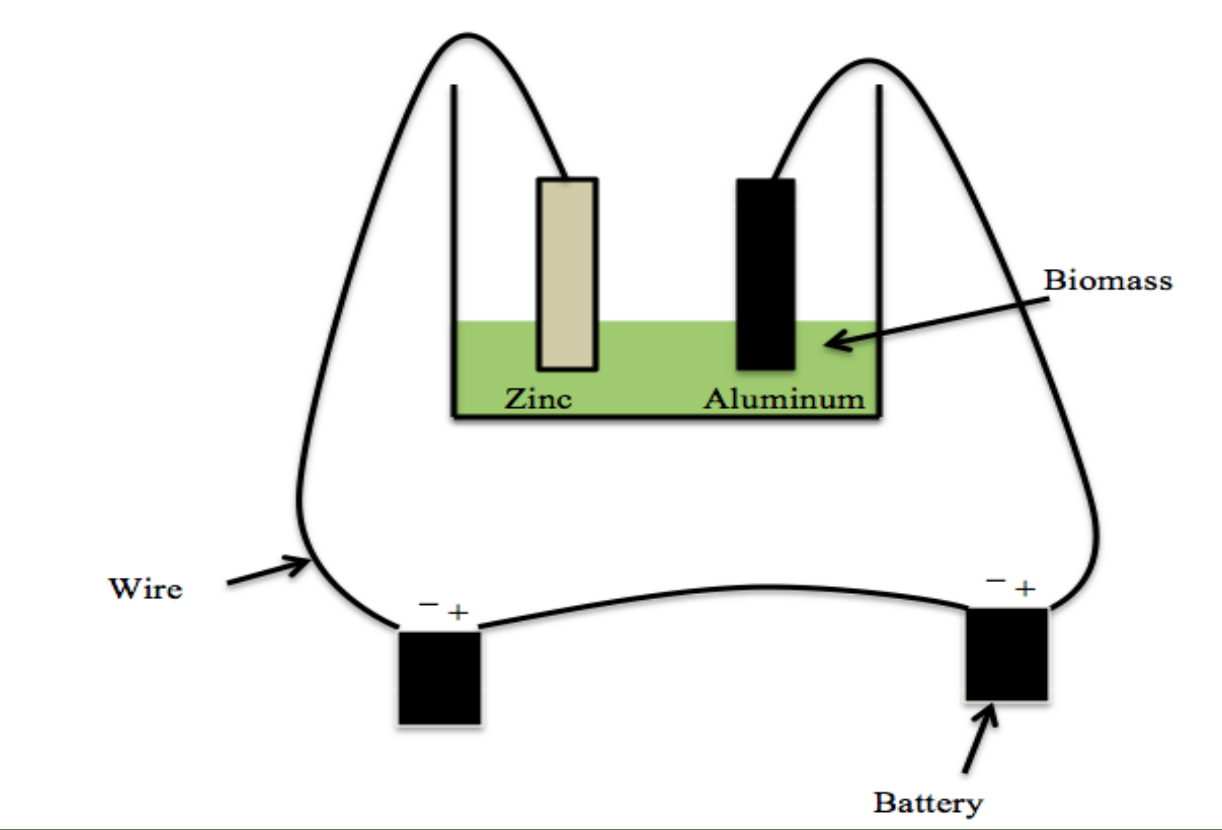 Biomass
Zinc
Aluminum
Wire
− +
− +
Battery